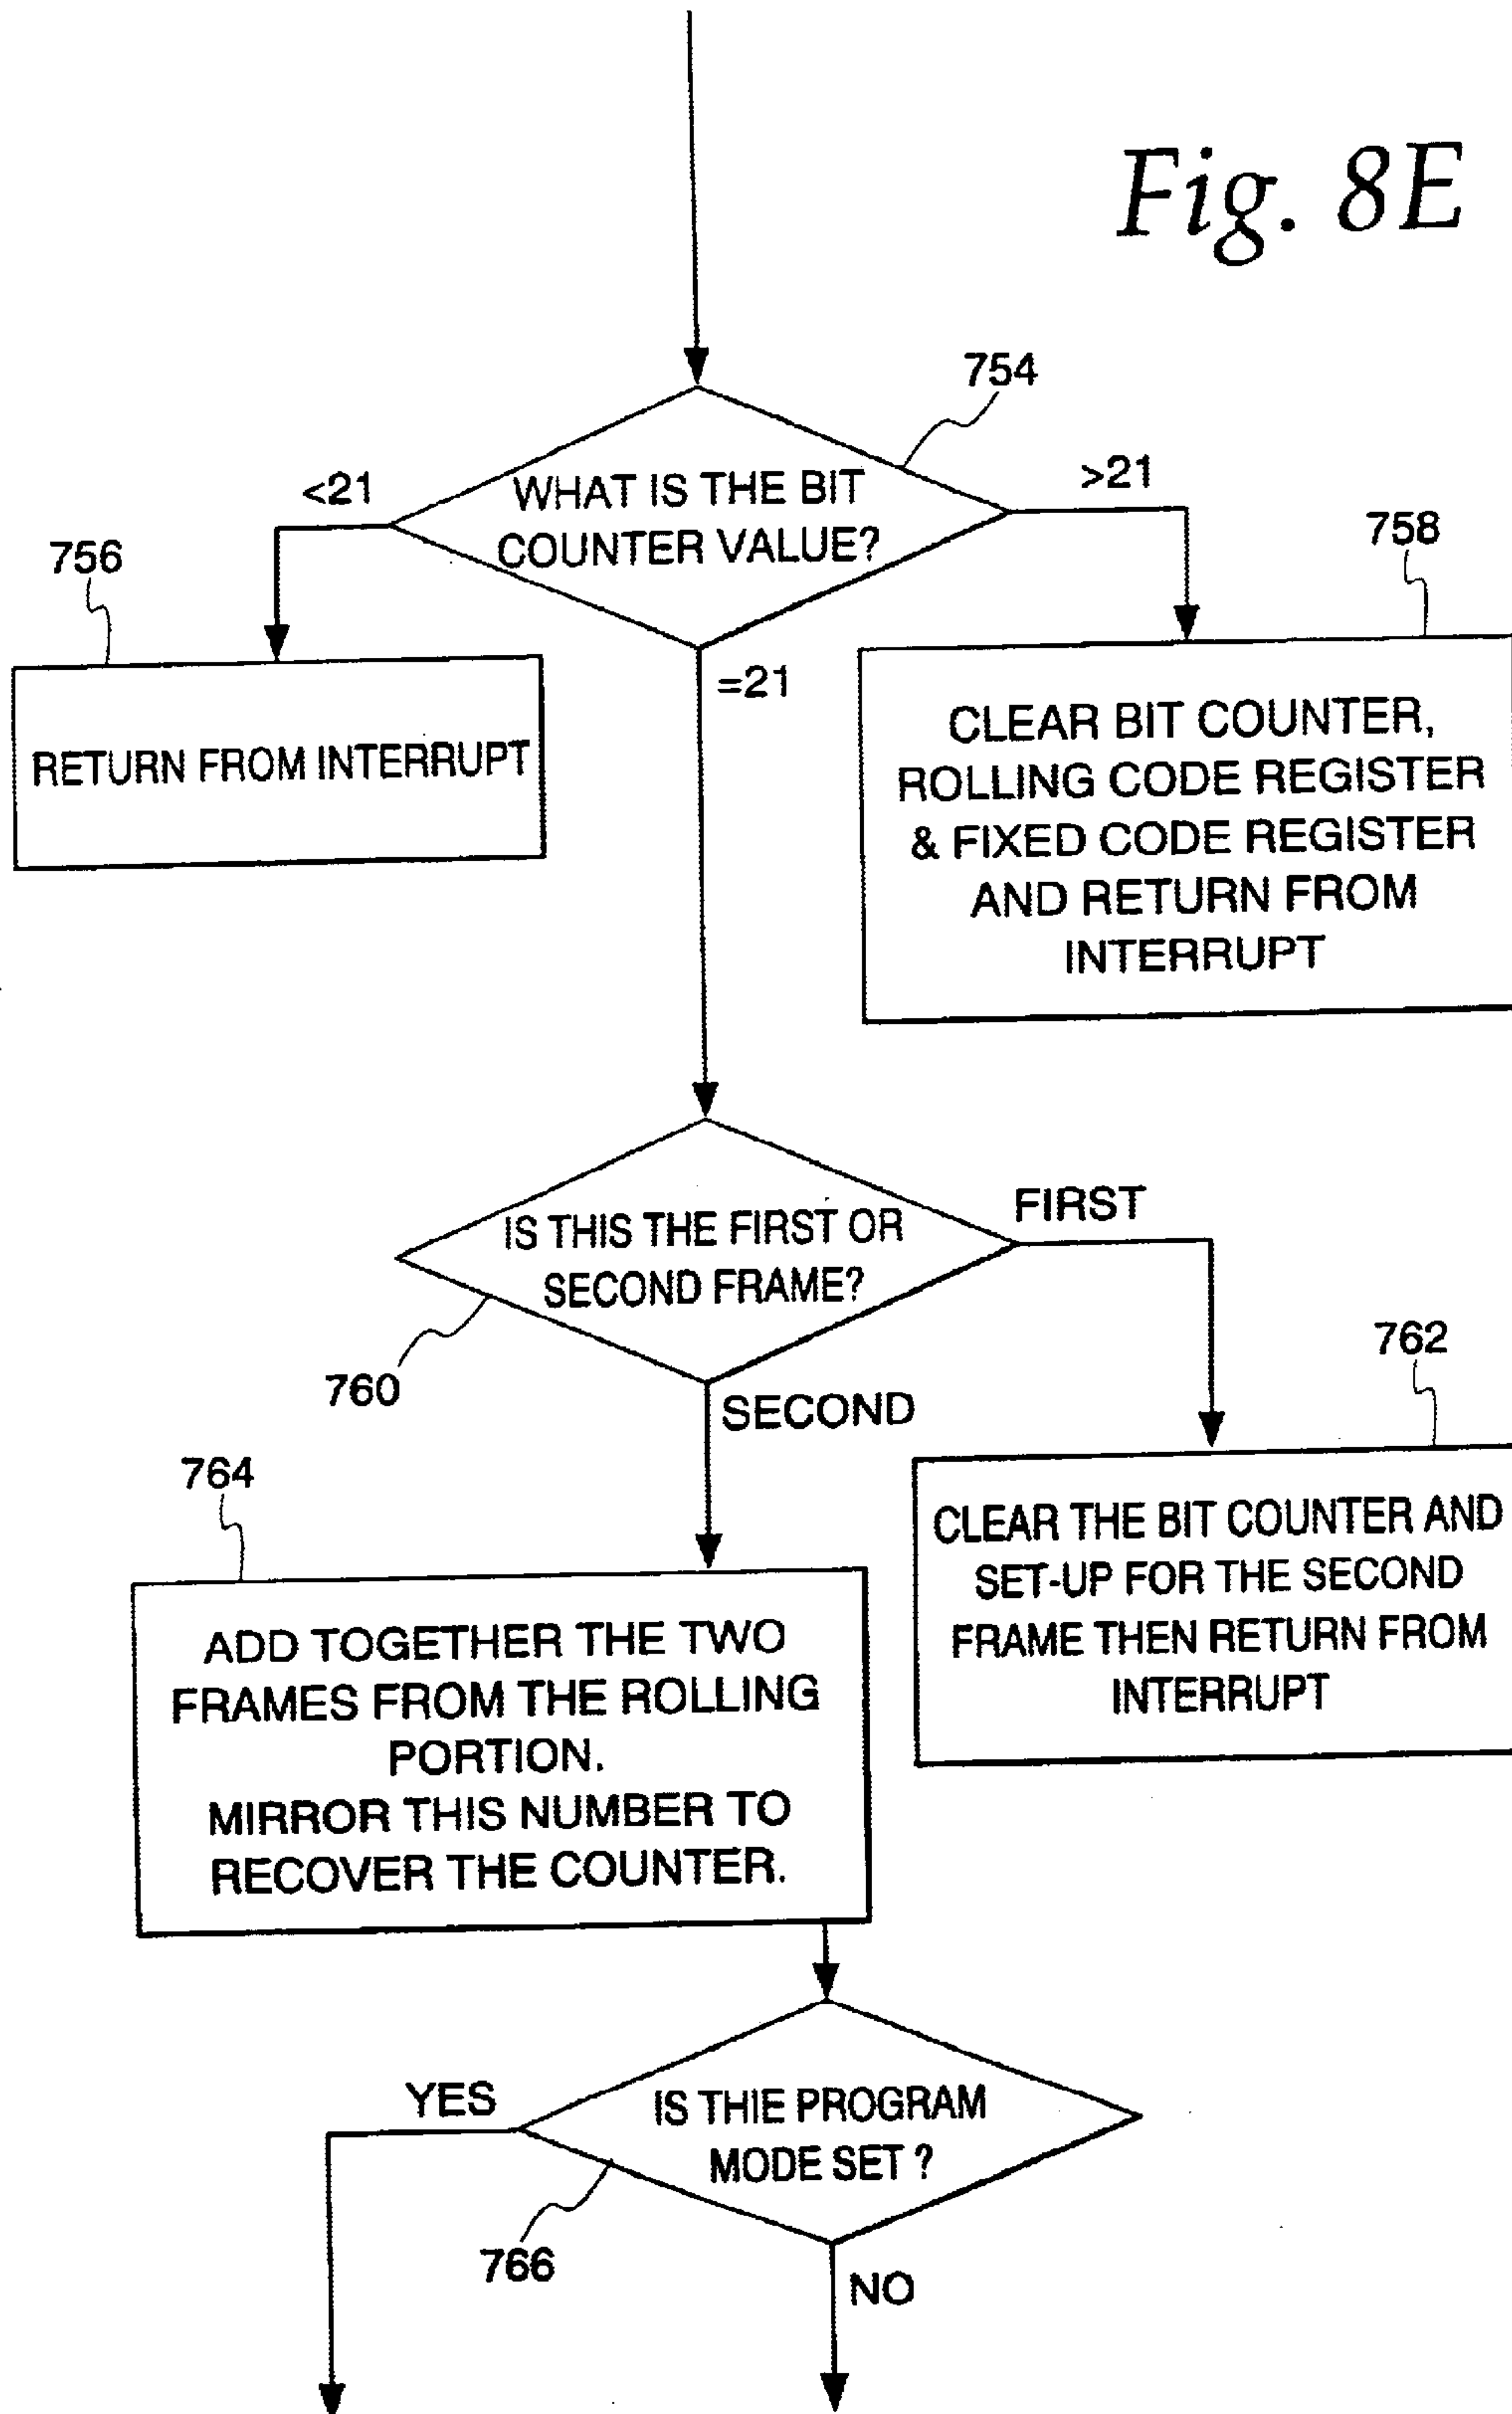 Fig. 8E
754
<21
WHAT IS THE BIT
COUNTER VALUE?
>21
756
758
=21
RETURN FROM INTERRUPT
CLEAR BIT COUNTER,
ROLLING CODE REGISTER
& FIXED CODE REGISTER
AND RETURN FROM
INTERRUPT
IS THIS THE FIRST OR
SECOND FRAME?
FIRST
760
SECOND
762
764
CLEAR THE BIT COUNTER AND
SET-UP FOR THE SECOND
FRAME THEN RETURN FROM
INTERRUPT
ADD TOGETHER THE TWO
FRAMES FROM THE ROLLING
PORTION.
MIRROR THIS NUMBER TO
RECOVER THE COUNTER.
YES
IS THIE PROGRAM
MODE SET ?
766
NO